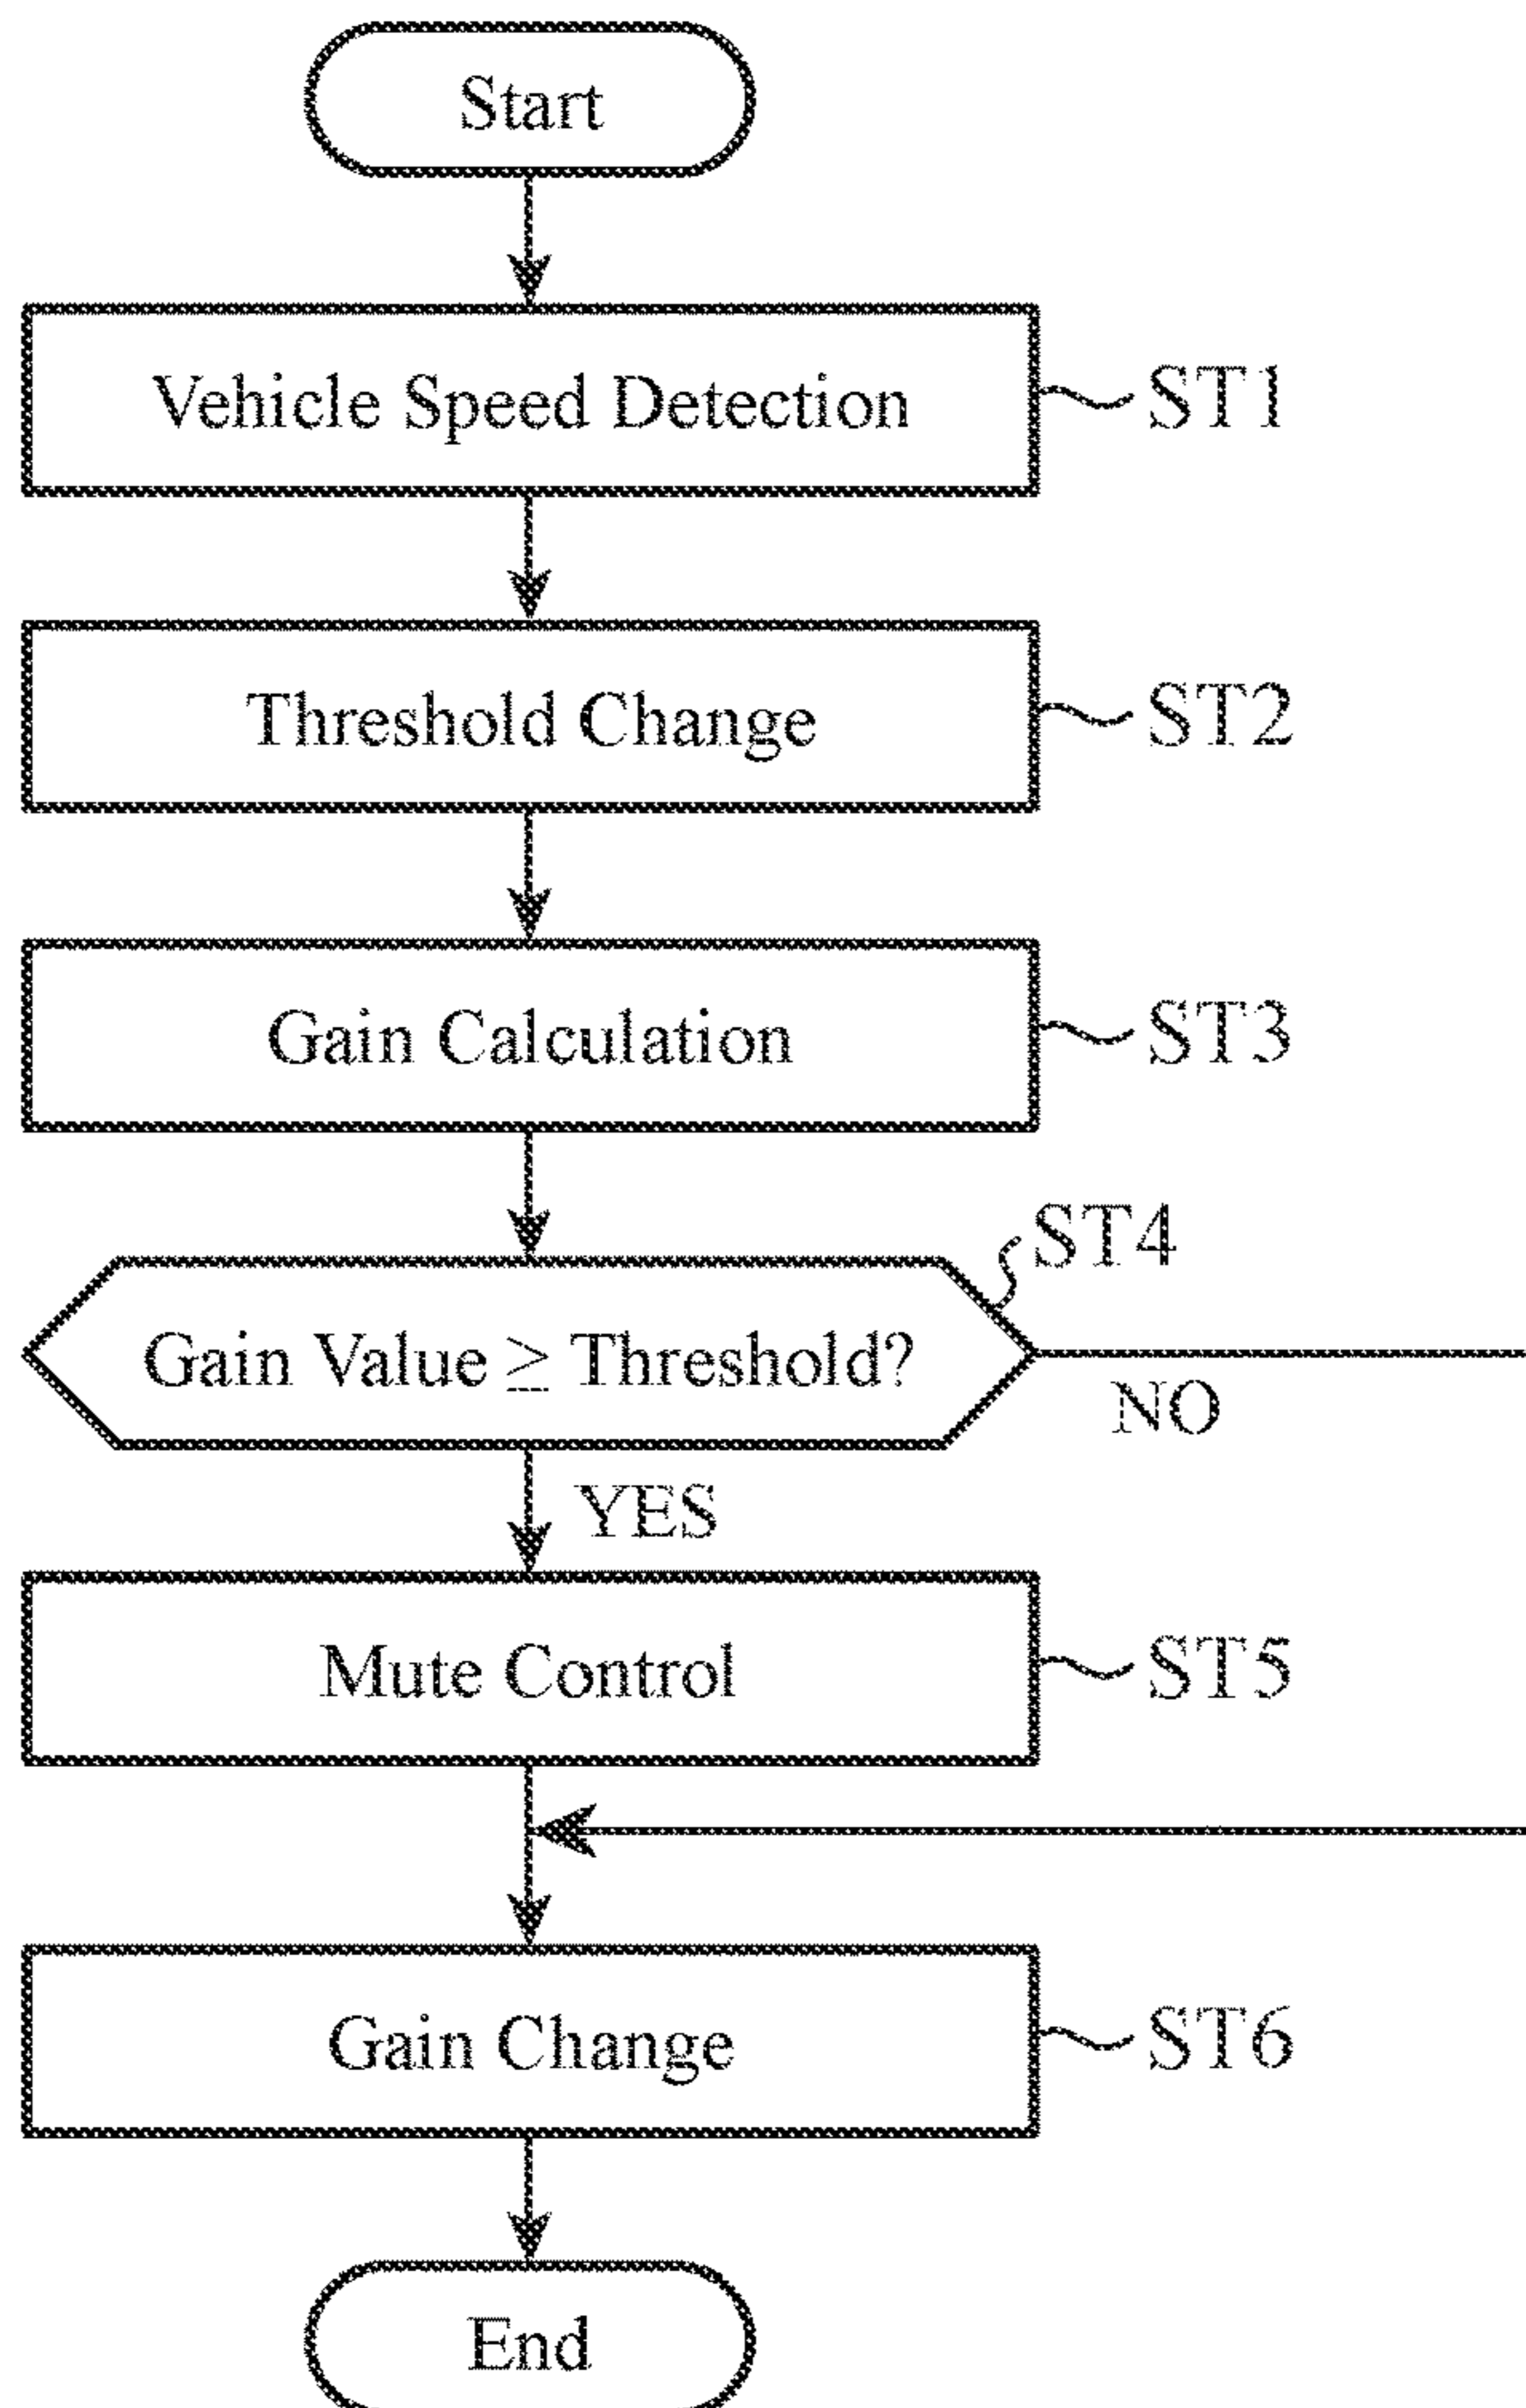 Start
Vehicle Speed Detection
ST1
Threshold Change
ST2
Gain Calculation
ST3
ST4
Gain Value ≥ Threshold?
NO
YES
Mute Control
ST5
Gain Change
ST6
End